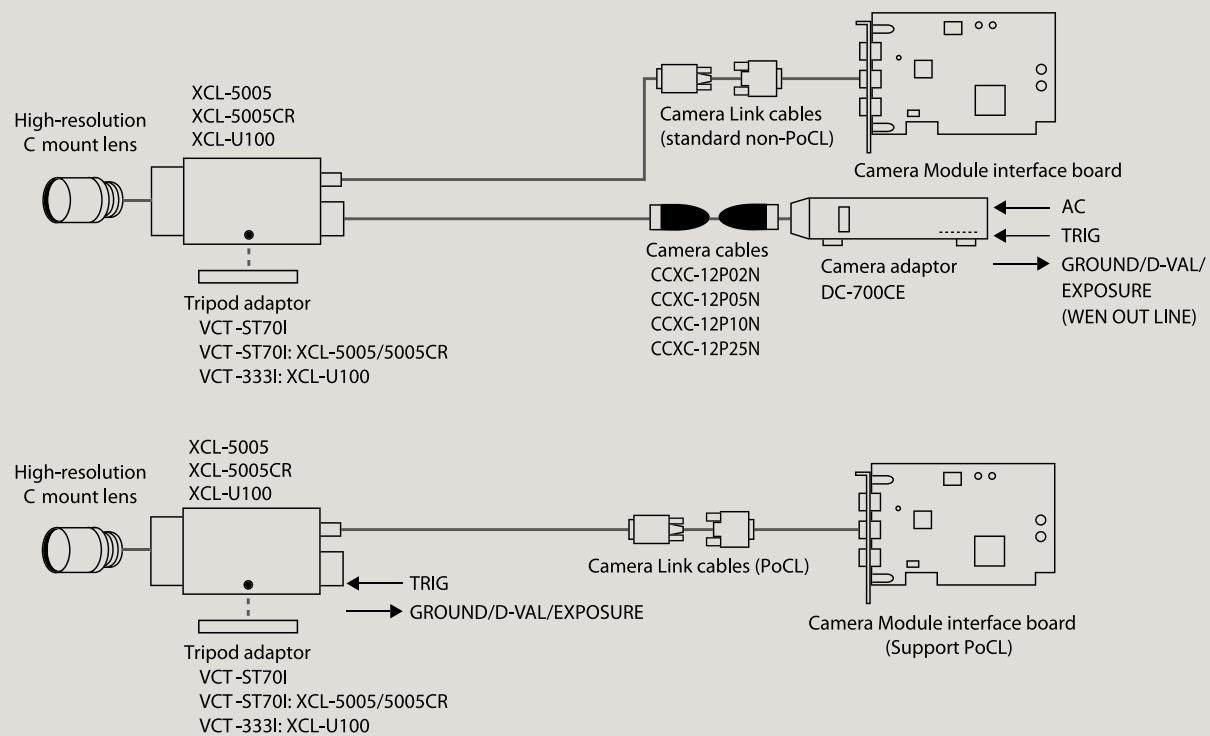 High-resolution
C mount lens
XCL-5005
XCL-5005CR
XCL-U100
Tripod adaptor
VCT-ST70I
VCT-ST70I: XCL-5005/5005CR
VCT-333I: XCL-U100
Camera Link cables
(standard non-PoCL)
Camera Module interface board
Camera cables
CCXC-12P02N
CCXC-12P05N
CCXC-12P10N
CCXC-12P25N
Camera adaptor
DC-700CE
AC
TRIG
GROUND/D-VAL/
EXPOSURE
(WEN OUT LINE)
High-resolution
C mount lens
XCL-5005
XCL-5005CR
XCL-U100
TRIG
GROUND/D-VAL/EXPOSURE
Tripod adaptor
VCT-ST70I
VCT-ST70I: XCL-5005/5005CR
VCT-333I: XCL-U100
Camera Link cables (PoCL)
Camera Module interface board
(Support PoCL)